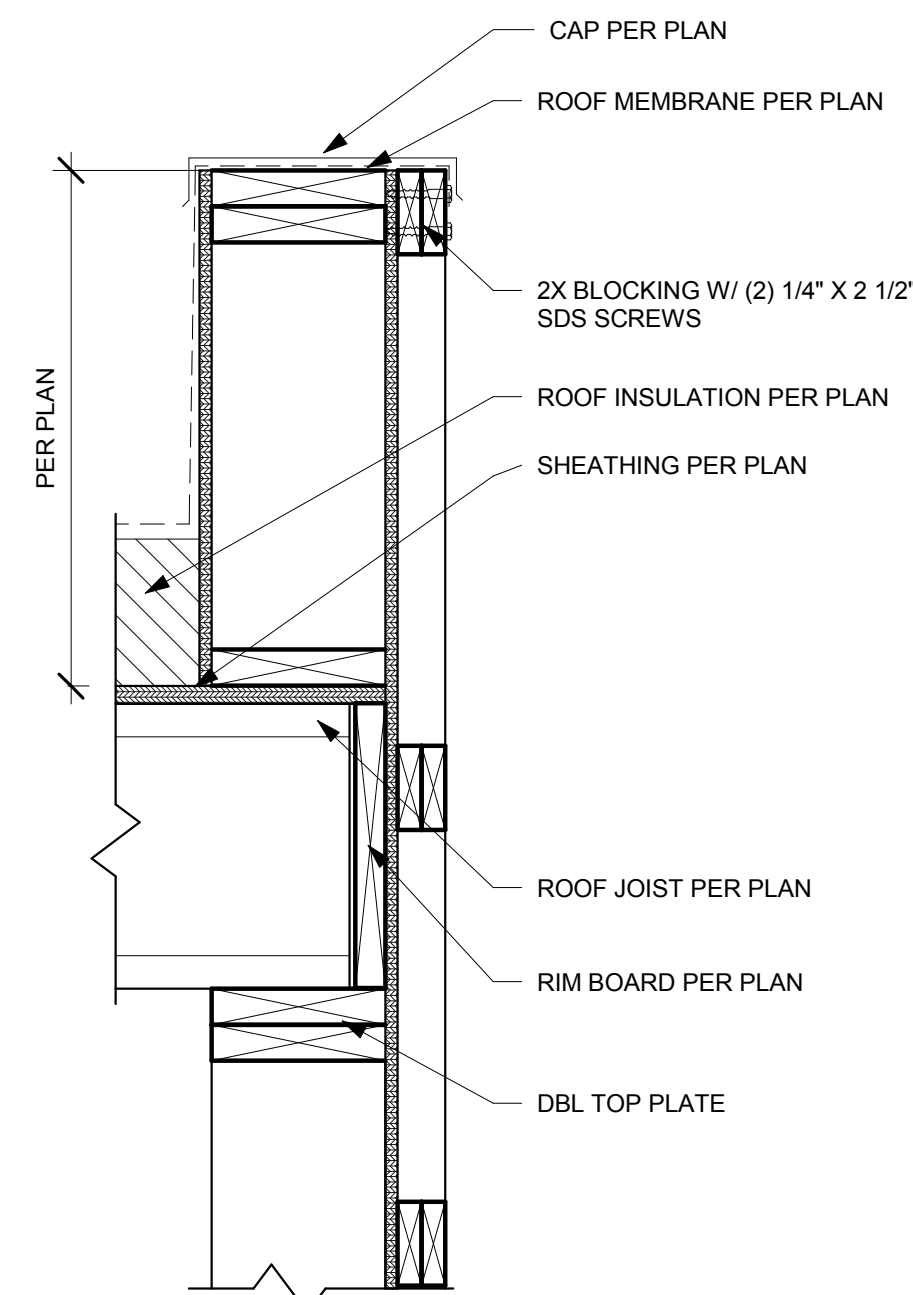 CAP PER PLAN
ROOF MEMBRANE PER PLAN
2X BLOCKING W/ (2) 1/4" X 2 1/2"
SDS SCREWS
ROOF INSULATION PER PLAN
SHEATHING PER PLAN
PER PLAN
ROOF JOIST PER PLAN
RIM BOARD PER PLAN
DBL TOP PLATE